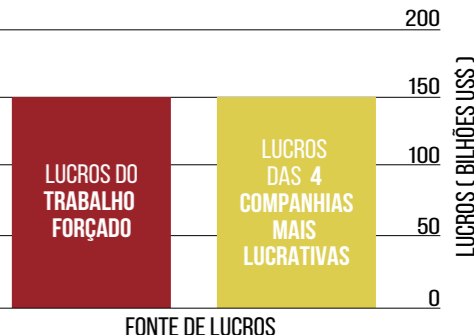 200
150
100
50
0
LUCROS ( BILHÕES US$ )
LUCROS DO
TRABALHO
FORÇADO
LUCROS
DAS 4
COMPANHIAS
MAIS
LUCRATIVAS
FONTE DE LUCROS